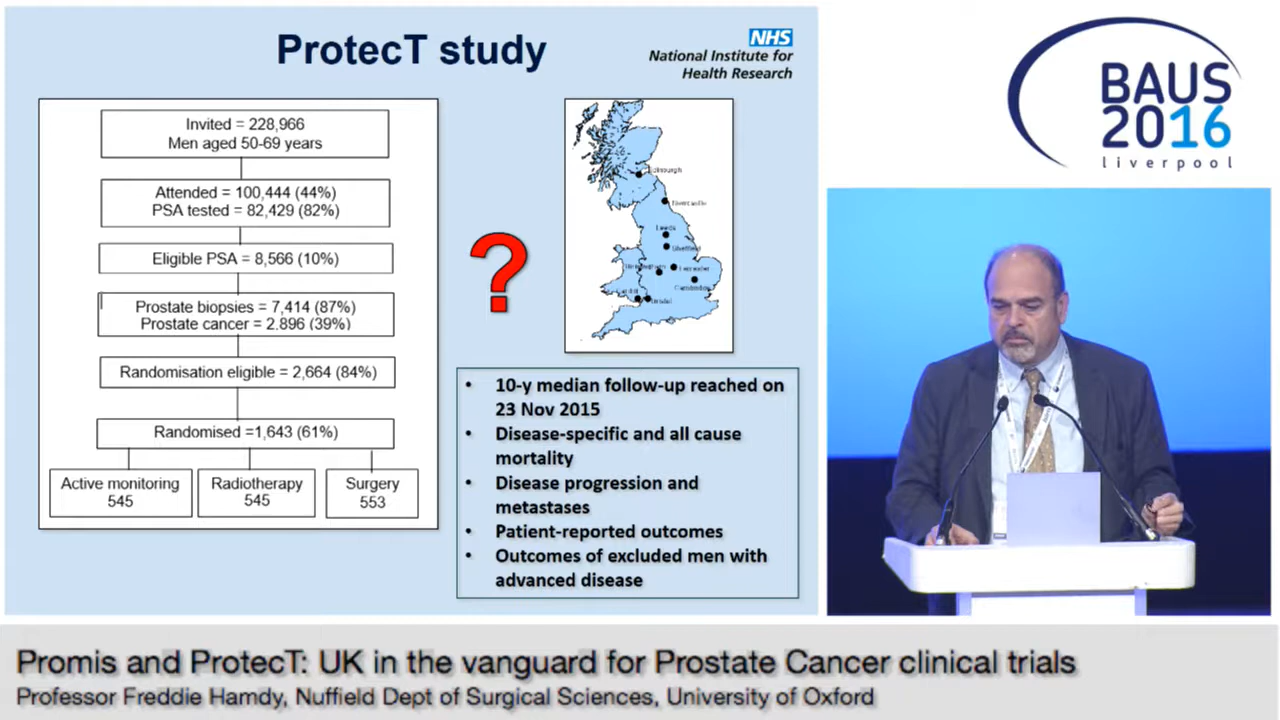 ProtecT study
NHS
National Institute for
Health Research
Invited = 228,966
Men aged 50-69 years
Attended = 100,444 (44%)
PSA tested = 82,429 (82%)
Eligible PSA = 8,566 (10%)
Prostate biopsies = 7,414 (87%)
Prostate cancer = 2.896 (39%)
Randomisation eligible = 2,664 (84%)
Randomised =1,643 (61%)
Active monitoring
545
Radiotherapy
545
Surgery
553
?
Edinburgh
Newcastle
Leeds
Sheffield
Leicester
• 10-y median follow-up reached on
23 Nov 2015
• Disease-specific and all cause
mortality
• Disease progression and
metastases
• Patient-reported outcomes
• Outcomes of excluded men with
advanced disease
BAUS
2016
liverpool
Promis and ProtecT: UK in the vanguard for Prostate Cancer clinical trials
Professor Freddie Hamdy, Nuffield Dept of Surgical Sciences, University of Oxford